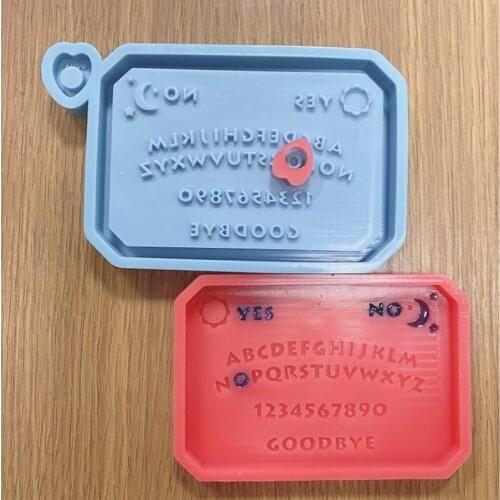 YES NO
ABCDEFGHIJKLM
NOPQRSTUVWXYZ
1234567890
GOODBYE
YES NO
ABCDEFGHIJKLM
NOPQRSTUVWXYZ
1234567890
GOODBYE